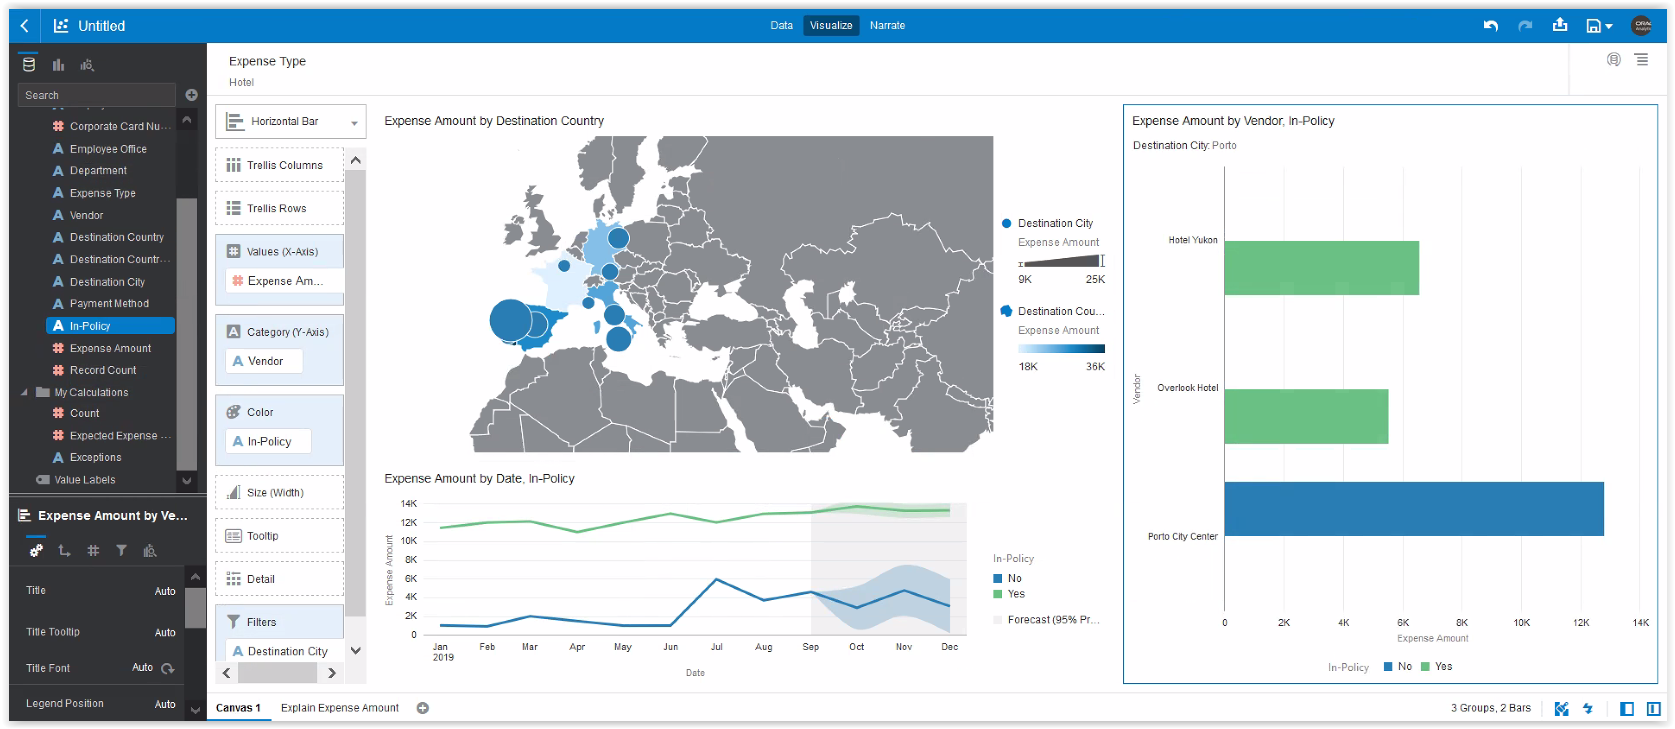 Untitled
Data Visualize Narrate
Search
Corporate Card Nu...
Employee Office
Department
Expense Type
Vendor
Destination Country
Destination Countr...
Destination City
Payment Method
In-Policy
Expense Amount
Record Count
My Calculations
Count
Expected Expense ...
Exceptions
Value Labels
Expense Amount by Ve...
Title Auto
Title Tooltip Auto
Title Font Auto
Legend Position Auto
Expense Type
Hotel
Horizontal Bar
Trellis Columns
Trellis Rows
Values (X-Axis)
Expense Am...
Category (Y-Axis)
Vendor
Color
In-Policy
Size (Width)
Tooltip
Detail
Filters
Destination City
Expense Amount by Destination Country
Destination City
Expense Amount
9K 25K
Destination Cou...
Expense Amount
18K 36K
Expense Amount by Date, In-Policy
Expense Amount
14K
12K
10K
8K
6K
4K
2K
0
Jan Feb Mar Apr May Jun Jul Aug Sep Oct Nov Dec
2019
Date
In-Policy
No
Yes
Forecast (95% Pr...
Expense Amount by Vendor, In-Policy
Destination City: Porto
Vendor
Hotel Yukon
Overlook Hotel
Porto City Center
0 2K 4K 6K 8K 10K 12K 14K
Expense Amount
In-Policy No Yes
Canvas 1 Explain Expense Amount
3 Groups, 2 Bars